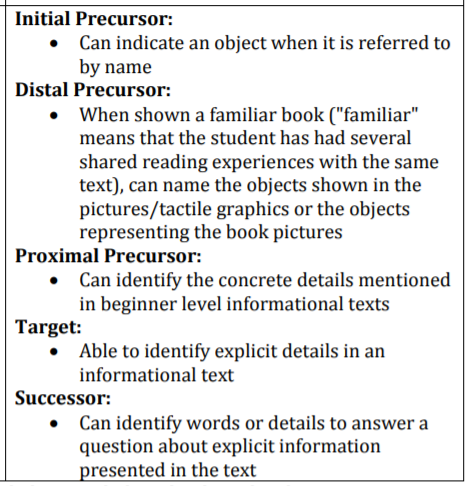 Initial Precursor:
• Can indicate an object when it is referred to
by name
Distal Precursor:
• When shown a familiar book ("familiar"
means that the student has had several
shared reading experiences with the same
text), can name the objects shown in the
pictures/tactile graphics or the objects
representing the book pictures
Proximal Precursor:
• Can identify the concrete details mentioned
in beginner level informational texts
Target:
• Able to identify explicit details in an
informational text
Successor:
• Can identify words or details to answer a
question about explicit information
presented in the text